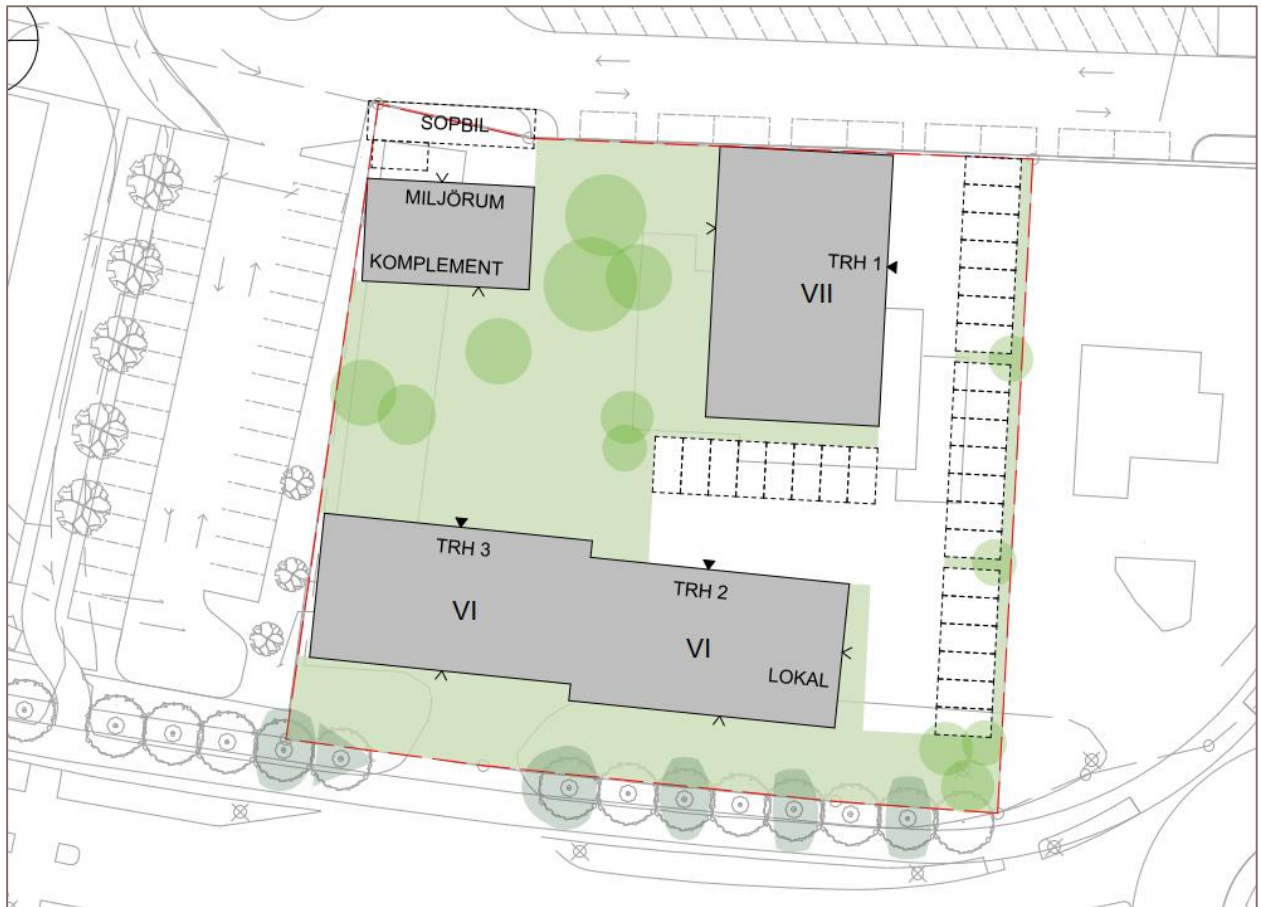 SOPBIL
MILJÖRUM
KOMPLEMENT
TRH 1
VII
TRH 3
VI
TRH 2
VI
LOKAL